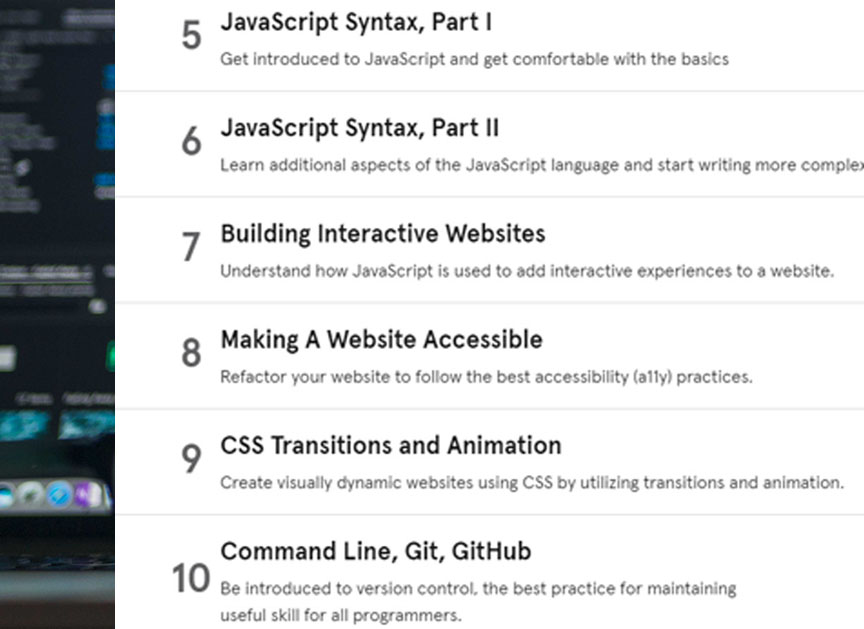 5
JavaScript Syntax, Part I
Get introduced to JavaScript and get comfortable with the basics
6
JavaScript Syntax, Part II
Learn additional aspects of the JavaScript language and start writing more complex
7
Building Interactive Websites
Understand how JavaScript is used to add interactive experiences to a website.
8
Making A Website Accessible
Refactor your website to follow the best accessibility (a11y) practices.
9
CSS Transitions and Animation
Create visually dynamic websites using CSS by utilizing transitions and animation.
10
Command Line, Git, GitHub
Be introduced to version control, the best practice for maintaining
useful skill for all programmers.